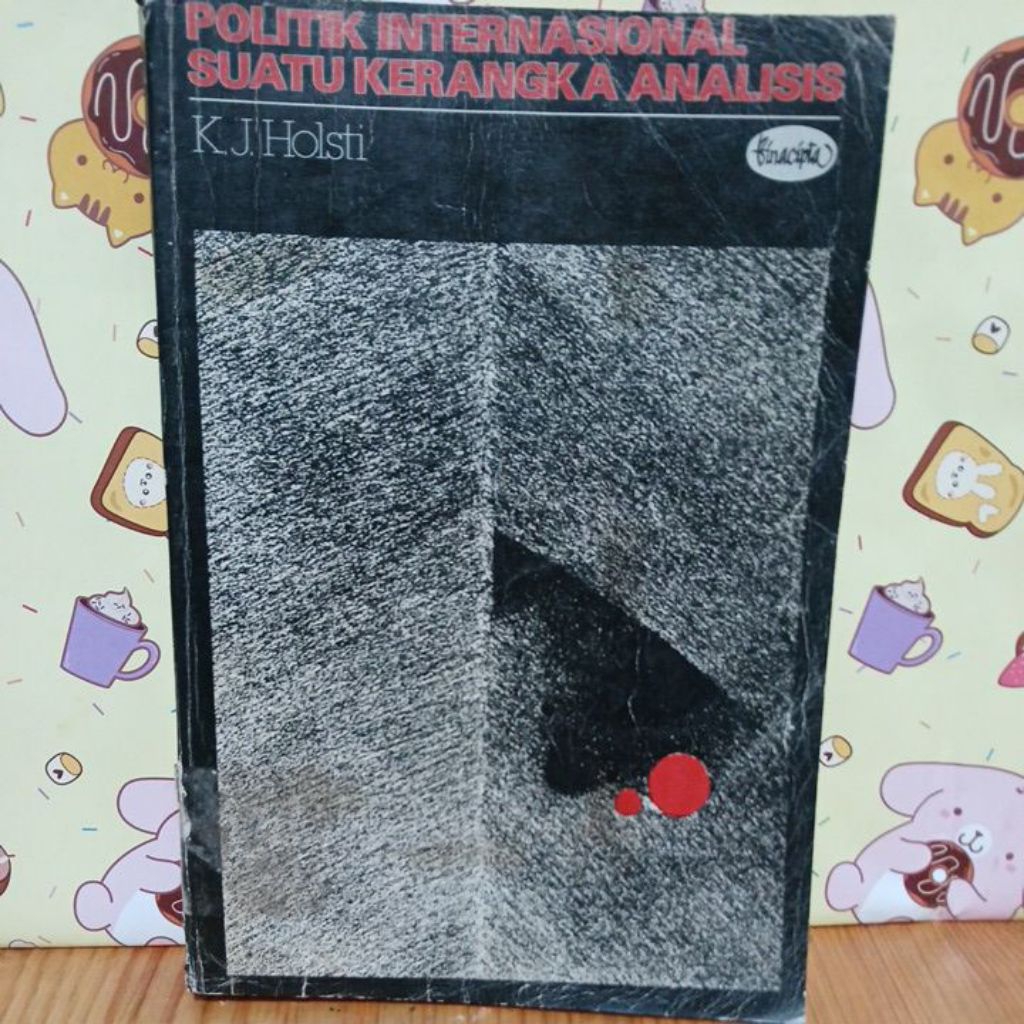 POLITIK INTERNASIONAL
SUATU KERANGKA ANALISIS
K.J. Holsti
binacipta